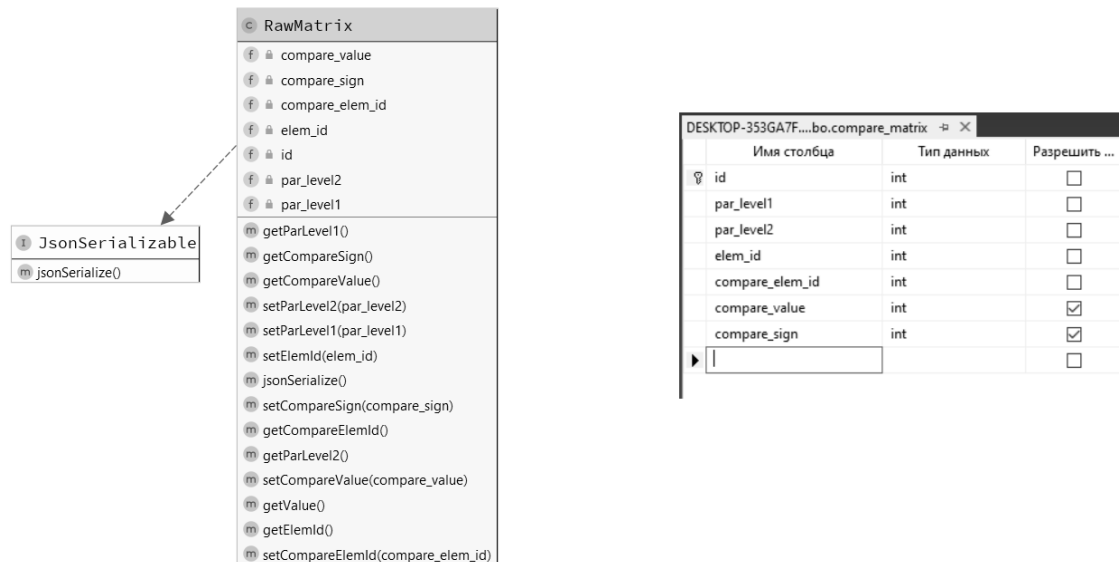 RawMatrix
compare_value
compare_sign
compare_elem_id
elem_id
id
par_level2
par_level1
getParLevel1()
getCompareSign()
getCompareValue()
setParLevel2(par_level2)
setParLevel1(par_level1)
setElemId(elem_id)
jsonSerialize()
setCompareSign(compare_sign)
getCompareElemId()
getParLevel2()
setCompareValue(compare_value)
getValue()
getElemId()
setCompareElemId(compare_elem_id)
JsonSerializable
jsonSerialize()
DESKTOP-353GA7F....bo.compare_matrix
Имя столбца Тип данных Разрешить ...
id int
par_level1 int
par_level2 int
elem_id int
compare_elem_id int
compare_value int
compare_sign int